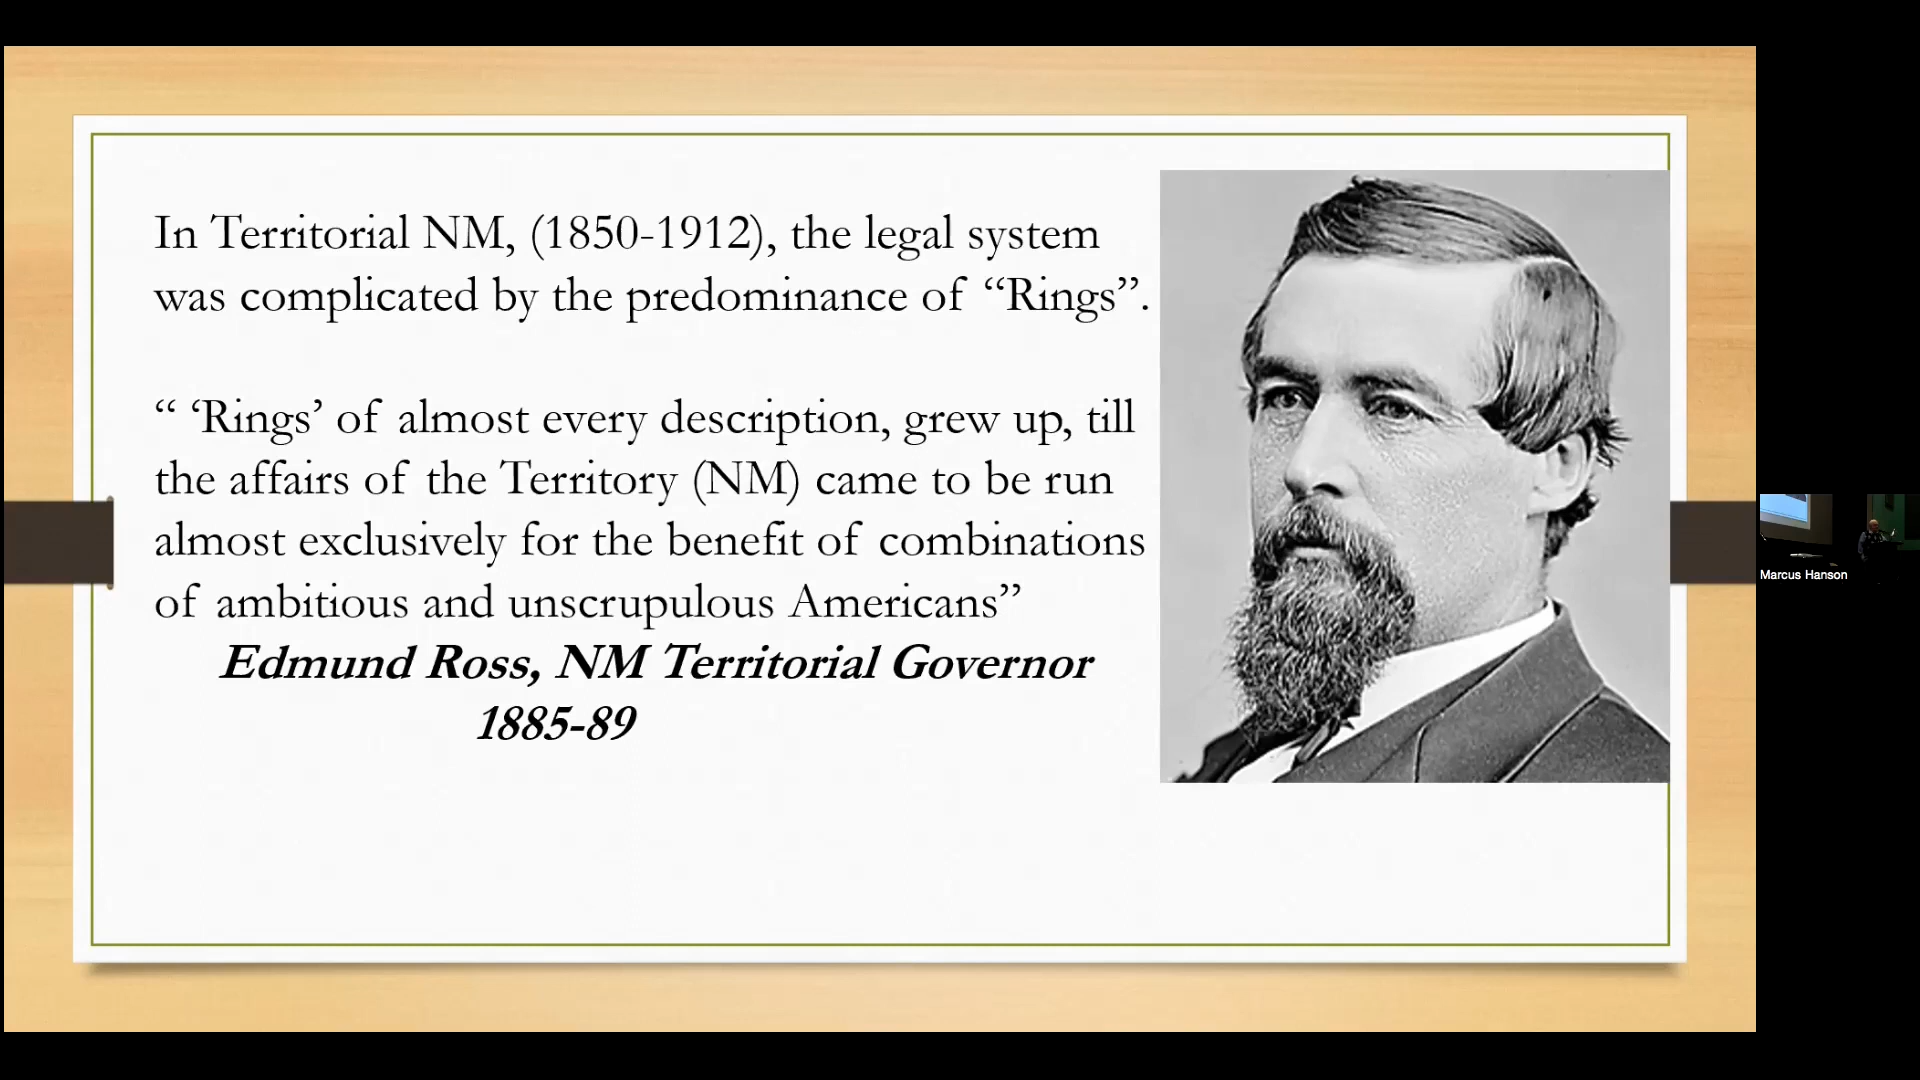 In Territorial NM, (1850-1912), the legal system
was complicated by the predominance of “Rings”.
“ ‘Rings’ of almost every description, grew up, till
the affairs of the Territory (NM) came to be run
almost exclusively for the benefit of combinations
of ambitious and unscrupulous Americans”
Edmund Ross, NM Territorial Governor
1885-89
Marcus Hanson